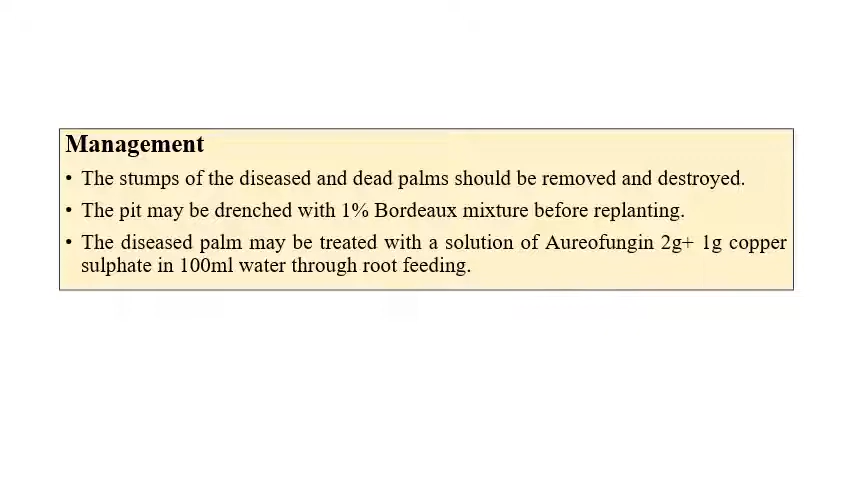 Management
• The stumps of the diseased and dead palms should be removed and destroyed.
• The pit may be drenched with 1% Bordeaux mixture before replanting.
• The diseased palm may be treated with a solution of Aureofungin 2g+ 1g copper
sulphate in 100ml water through root feeding.